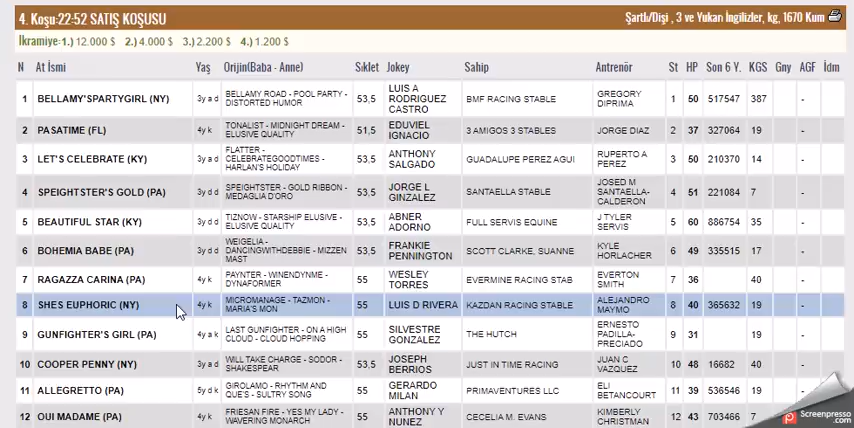 4. Koşu:22:52 SATIŞ KOŞUSU Şartlı/Dişi , 3 ve Yukarı İngilizler, kg, 1670 Kum
İkramiye:1.) 12.000 $ 2.) 4.000 $ 3.) 2.200 $ 4.) 1.200 $
N At İsmi Yaş Orijin(Baba - Anne) Sıklet Jokey Sahip Antrenör St HP Son 6 Y. KGS Gny AGF İdm
1 BELLAMY'SPARTYGIRL (NY) 3y a d BELLAMY ROAD - POOL PARTY - DISTORTED HUMOR 53,5 LUIS A RODRIGUEZ CASTRO BMF RACING STABLE GREGORY DIPRIMA 1 50 517547 387 -
2 PASATIME (FL) 4y k TONALIST - MIDNIGHT DREAM - ELUSIVE QUALITY 51,5 EDUVIEL IGNACIO 3 AMIGOS 3 STABLES JORGE DIAZ 2 37 327064 19 -
3 LET'S CELEBRATE (KY) 3y a d FLATTER - CELEBRATEGOODTIMES - HARLAN'S HOLIDAY 53,5 ANTHONY SALGADO GUADALUPE PEREZ AGUI RUPERTO A PEREZ 3 50 210370 14 -
4 SPEIGHTSTER'S GOLD (PA) 3y d d SPEIGHTSTER - GOLD RIBBON - MEDAGLIA D'ORO 53,5 JORGE L GINZALEZ SANTAELLA STABLE JOSED M SANTAELLA-CALDERON 4 51 221084 7 -
5 BEAUTIFUL STAR (KY) 3y d d TIZNOW - STARSHIP ELUSIVE - ELUSIVE QUALITY 53,5 ABNER ADORNO FULL SERVIS EQUINE J TYLER SERVIS 5 60 886754 35 -
6 BOHEMIA BABE (PA) 3y d d WEIGELIA - DANCINGWITHDEBBIE - MIZZEN MAST 53,5 FRANKIE PENNINGTON SCOTT CLARKE, SUANNE KYLE HORLACHER 6 49 335515 17 -
7 RAGAZZA CARINA (PA) 4y k PAYNTER - WINENDYNME - DYNAFORMER 55 WESLEY TORRES EVERMINE RACING STAB EVERTON SMITH 7 36 40 -
8 SHES EUPHORIC (NY) 4y k MICROMANAGE - TAZMON - MARIA'S MON 55 LUIS D RIVERA KAZDAN RACING STABLE ALEJANDRO MAYMO 8 40 365632 19 -
9 GUNFIGHTER'S GIRL (PA) 4y a k LAST GUNFIGHTER - ON A HIGH CLOUD - CLOUD HOPPING 55 SILVESTRE GONZALEZ THE HUTCH ERNESTO PADILLA-PRECIADO 9 31 -
10 COOPER PENNY (NY) 3y a d WILL TAKE CHARGE - SODOR - SHAKESPEAR 53,5 JOSEPH BERRIOS JUST IN TIME RACING JUAN C VAZQUEZ 10 48 16682 40 -
11 ALLEGRETTO (PA) 5y d k GIROLAMO - RHYTHM AND QUE'S - SULTRY SONG 55 GERARDO MILAN PRIMAVENTURES LLC ELI BETANCOURT 11 39 536546 19 -
12 OUI MADAME (PA) 4y k FRIESAN FIRE - YES MY LADY - WAVERING MONARCH 55 ANTHONY Y NUNEZ CECELIA M. EVANS KIMBERLY CHRISTMAN 12 43 703466 7
Screenpresso
Screenpresso.com